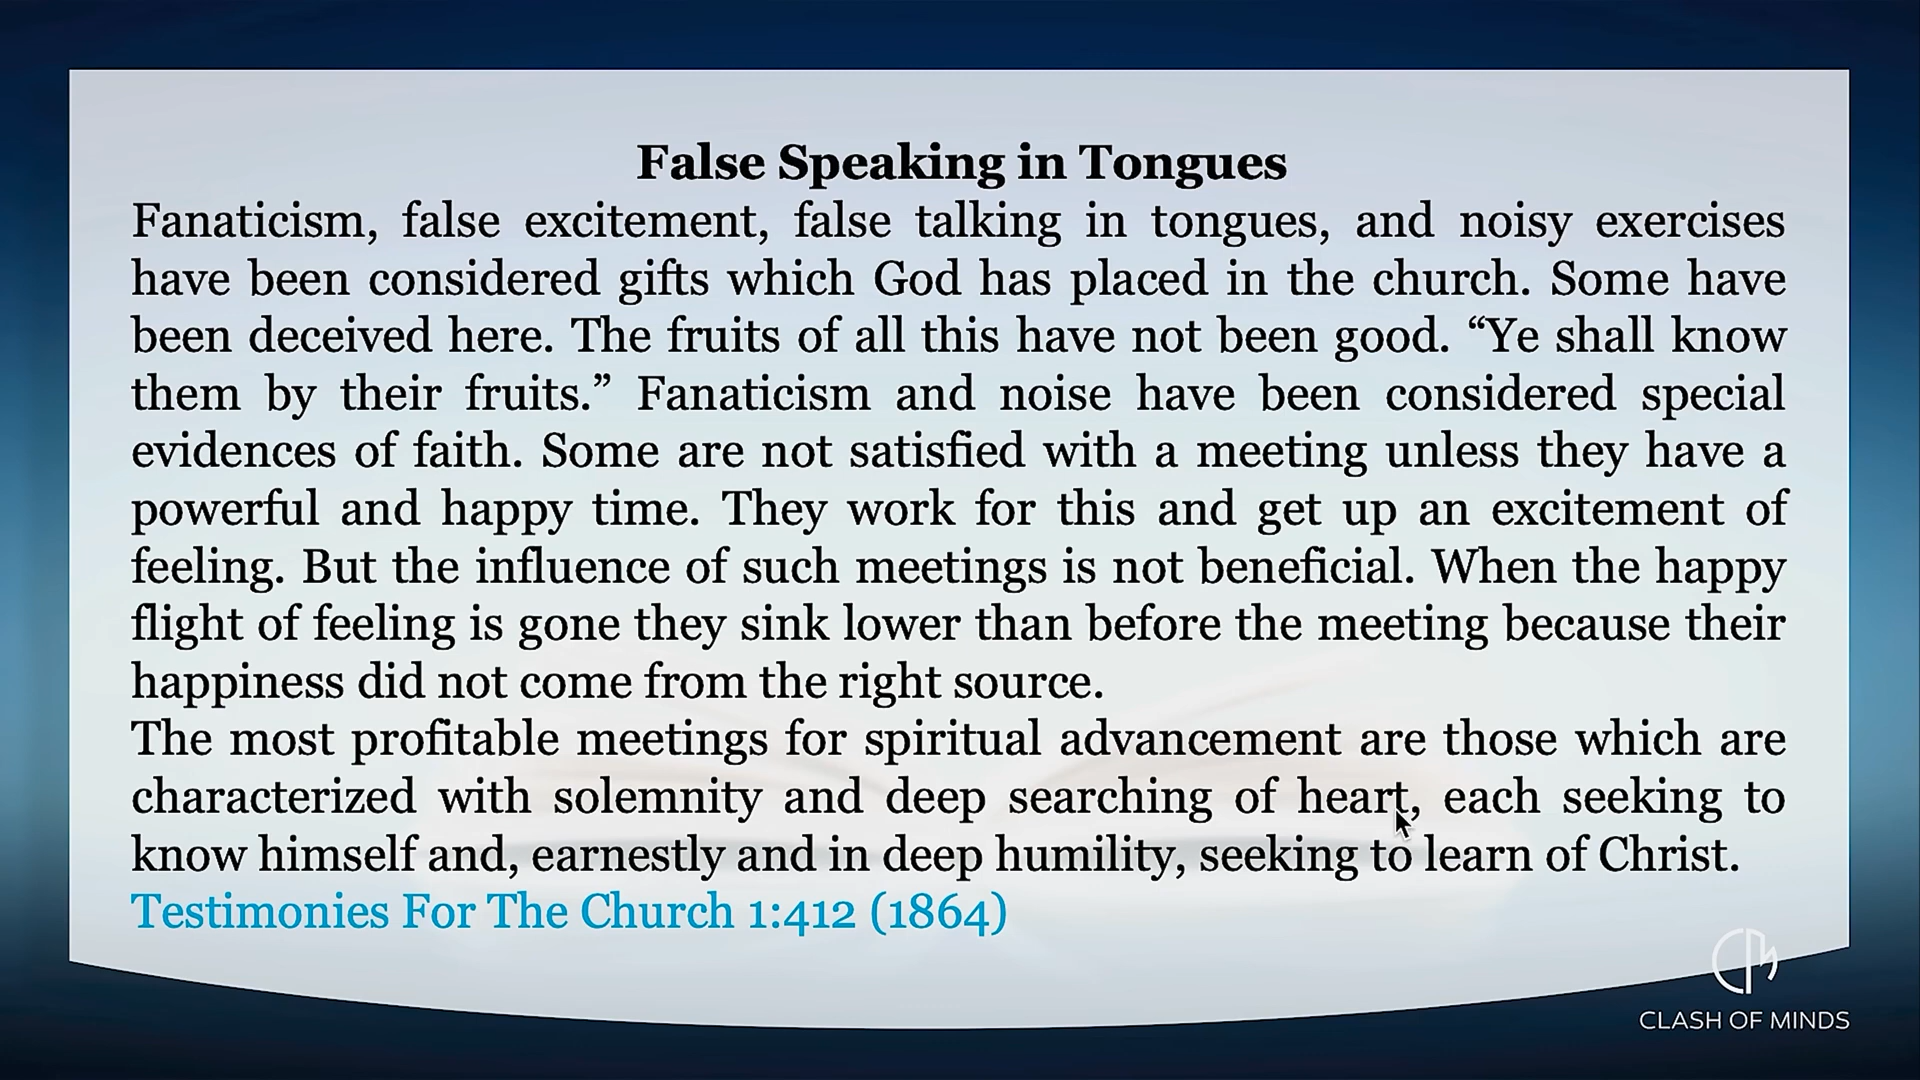 False Speaking in Tongues
Fanaticism, false excitement, false talking in tongues, and noisy exercises
have been considered gifts which God has placed in the church. Some have
been deceived here. The fruits of all this have not been good. “Ye shall know
them by their fruits.” Fanaticism and noise have been considered special
evidences of faith. Some are not satisfied with a meeting unless they have a
powerful and happy time. They work for this and get up an excitement of
feeling. But the influence of such meetings is not beneficial. When the happy
flight of feeling is gone they sink lower than before the meeting because their
happiness did not come from the right source.
The most profitable meetings for spiritual advancement are those which are
characterized with solemnity and deep searching of heart, each seeking to
know himself and, earnestly and in deep humility, seeking to learn of Christ.
Testimonies For The Church 1:412 (1864)
CLASH OF MINDS